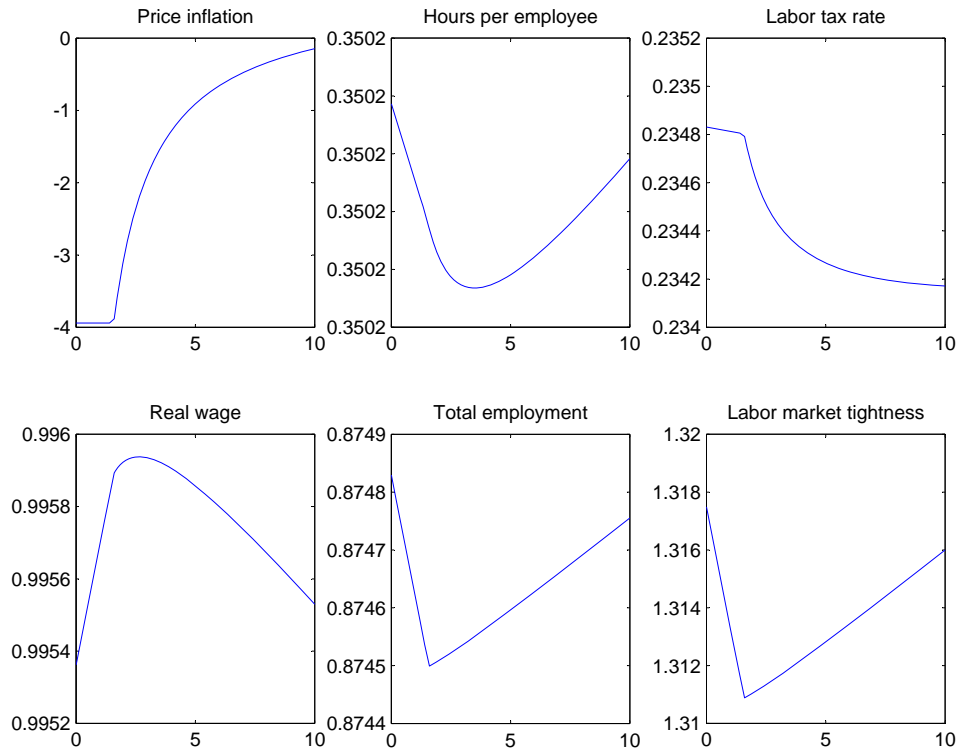 Price inflation
0
-1
-2
-3
-4
0 5 10
Hours per employee
0.3502
0.3502
0.3502
0.3502
0.3502
0.3502
0 5 10
Labor tax rate
0.2352
0.235
0.2348
0.2346
0.2344
0.2342
0.234
0 5 10
Real wage
0.996
0.9958
0.9956
0.9954
0.9952
0 5 10
Total employment
0.8749
0.8748
0.8747
0.8746
0.8745
0.8744
0 5 10
Labor market tightness
1.32
1.318
1.316
1.314
1.312
1.31
0 5 10